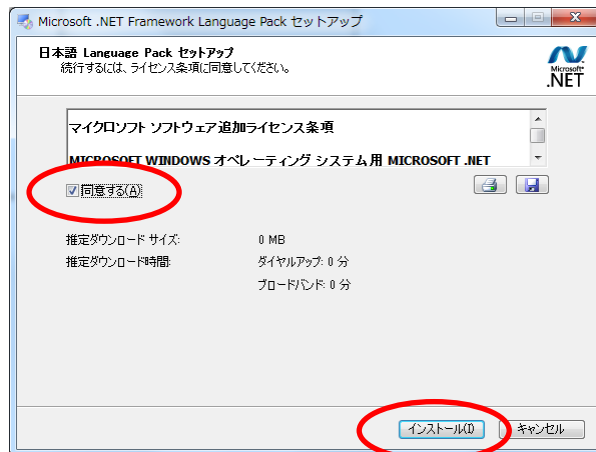 Microsoft .NET Framework Language Pack セットアップ
日本語 Language Pack セットアップ
続行するには、ライセンス条項に同意してください。
Microsoft
.NET
マイクロソフト ソフトウェア追加ライセンス条項
MICROSOFT WINDOWS オペレーティング システム用 MICROSOFT .NET
同意する(A)
推定ダウンロード サイズ: 0 MB
推定ダウンロード時間: ダイヤルアップ: 0 分
ブロードバンド: 0 分
インストール(I) キャンセル